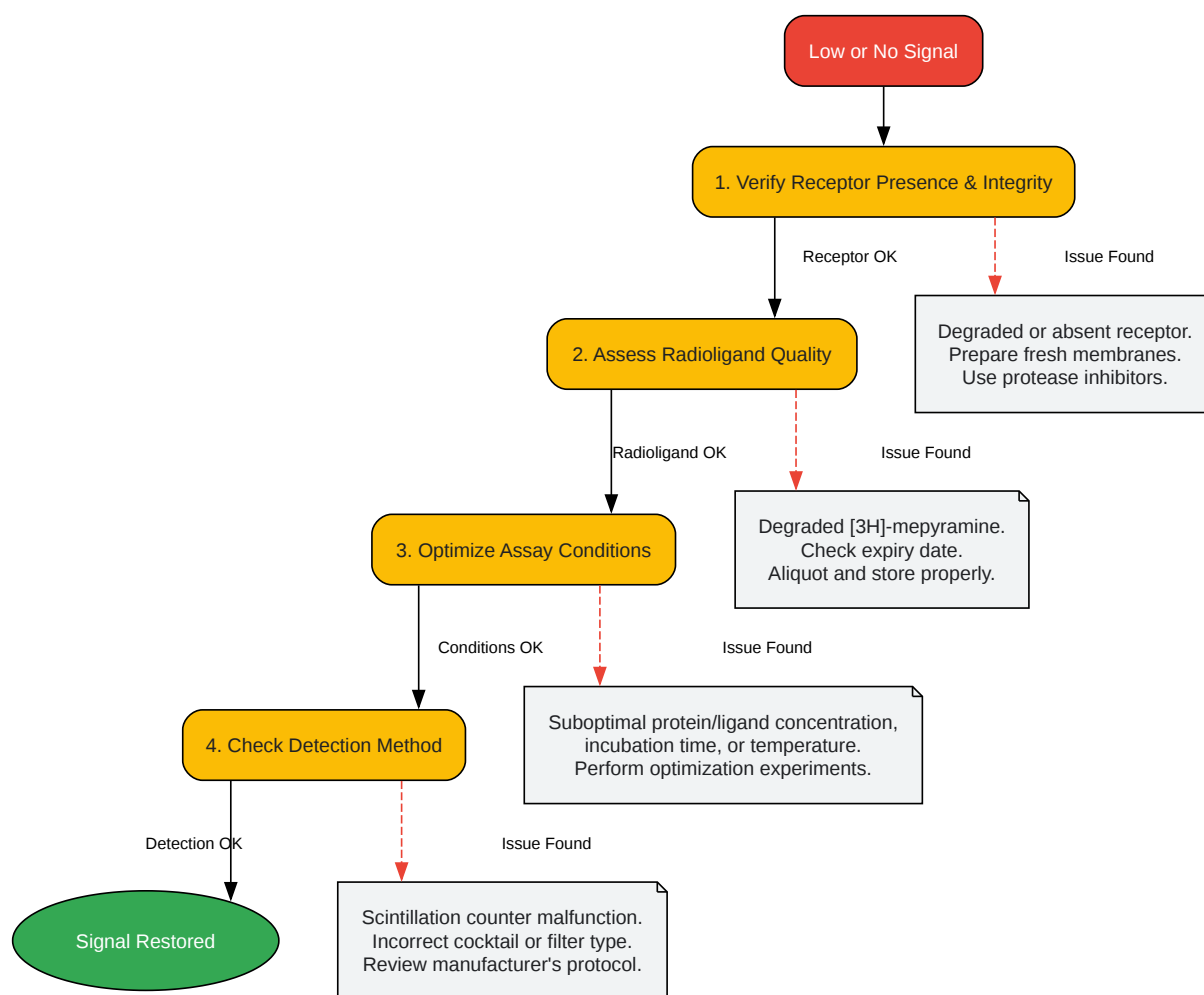 Low or No Signal
1. Verify Receptor Presence & Integrity
Receptor OK
Issue Found
Degraded or absent receptor.
Prepare fresh membranes.
Use protease inhibitors.
2. Assess Radioligand Quality
Radioligand OK
Issue Found
Degraded [3H]-mepyramine.
Check expiry date.
Aliquot and store properly.
3. Optimize Assay Conditions
Conditions OK
Issue Found
Suboptimal protein/ligand concentration,
incubation time, or temperature.
Perform optimization experiments.
4. Check Detection Method
Detection OK
Issue Found
Scintillation counter malfunction.
Incorrect cocktail or filter type.
Review manufacturer's protocol.
Signal Restored